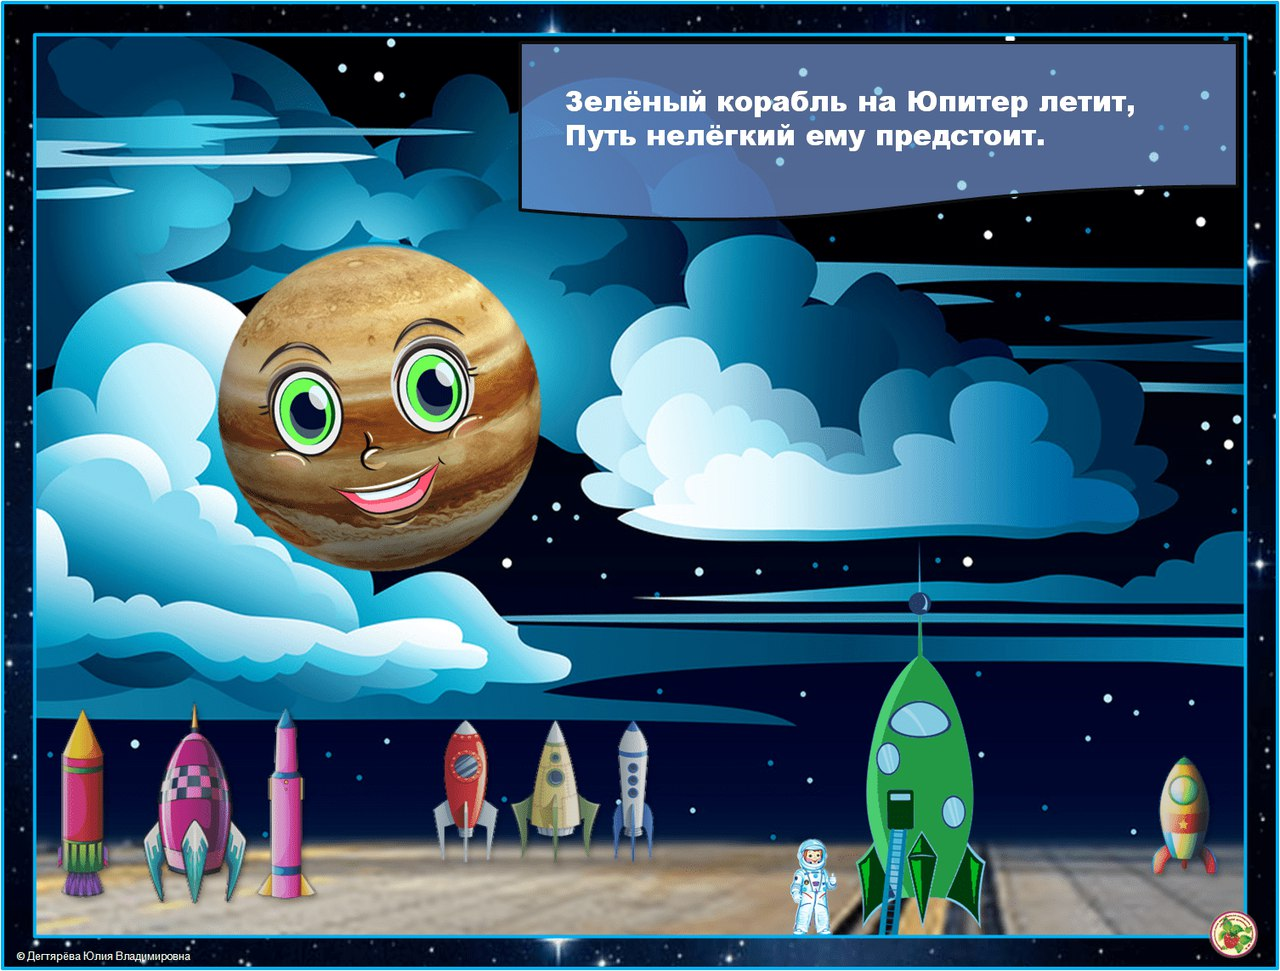 Зелёный корабль на Юпитер летит,
Путь нелёгкий ему предстоит.
© Дегтярёва Юлия Владимировна